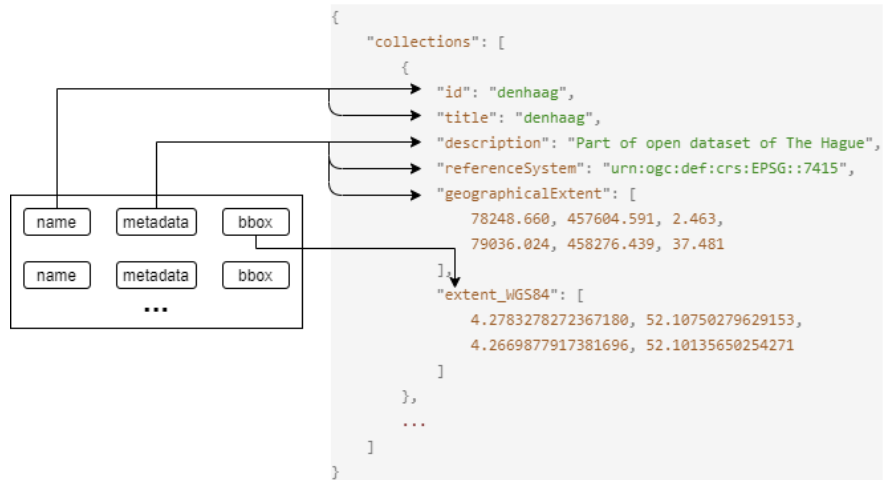 {
"collections": [
{
"id": "denhaag",
"title": "denhaag",
"description": "Part of open dataset of The Hague",
"referenceSystem": "urn:ogc:def:crs:EPSG::7415",
"geographicalExtent": [
78248.660, 457604.591, 2.463,
79036.024, 458276.439, 37.481
],
"extent_WGS84": [
4.2783278272367180, 52.10750279629153,
4.2669877917381696, 52.10135650254271
]
},
...
]
}
name metadata bbox
name metadata bbox
...